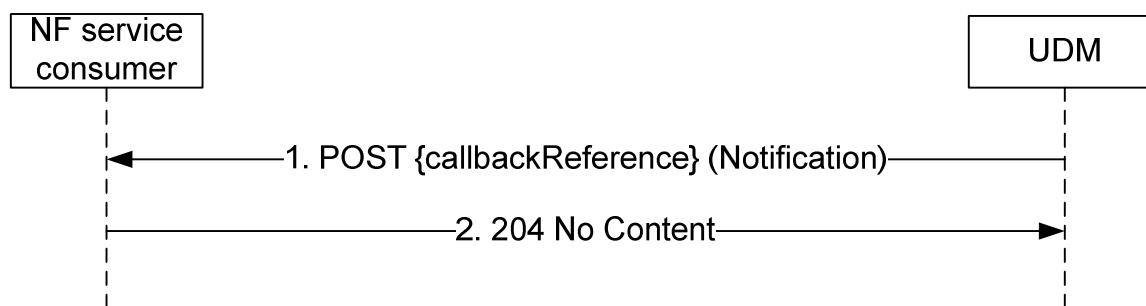 NF service
consumer
UDM
1. POST {callbackReference} (Notification)
2. 204 No Content